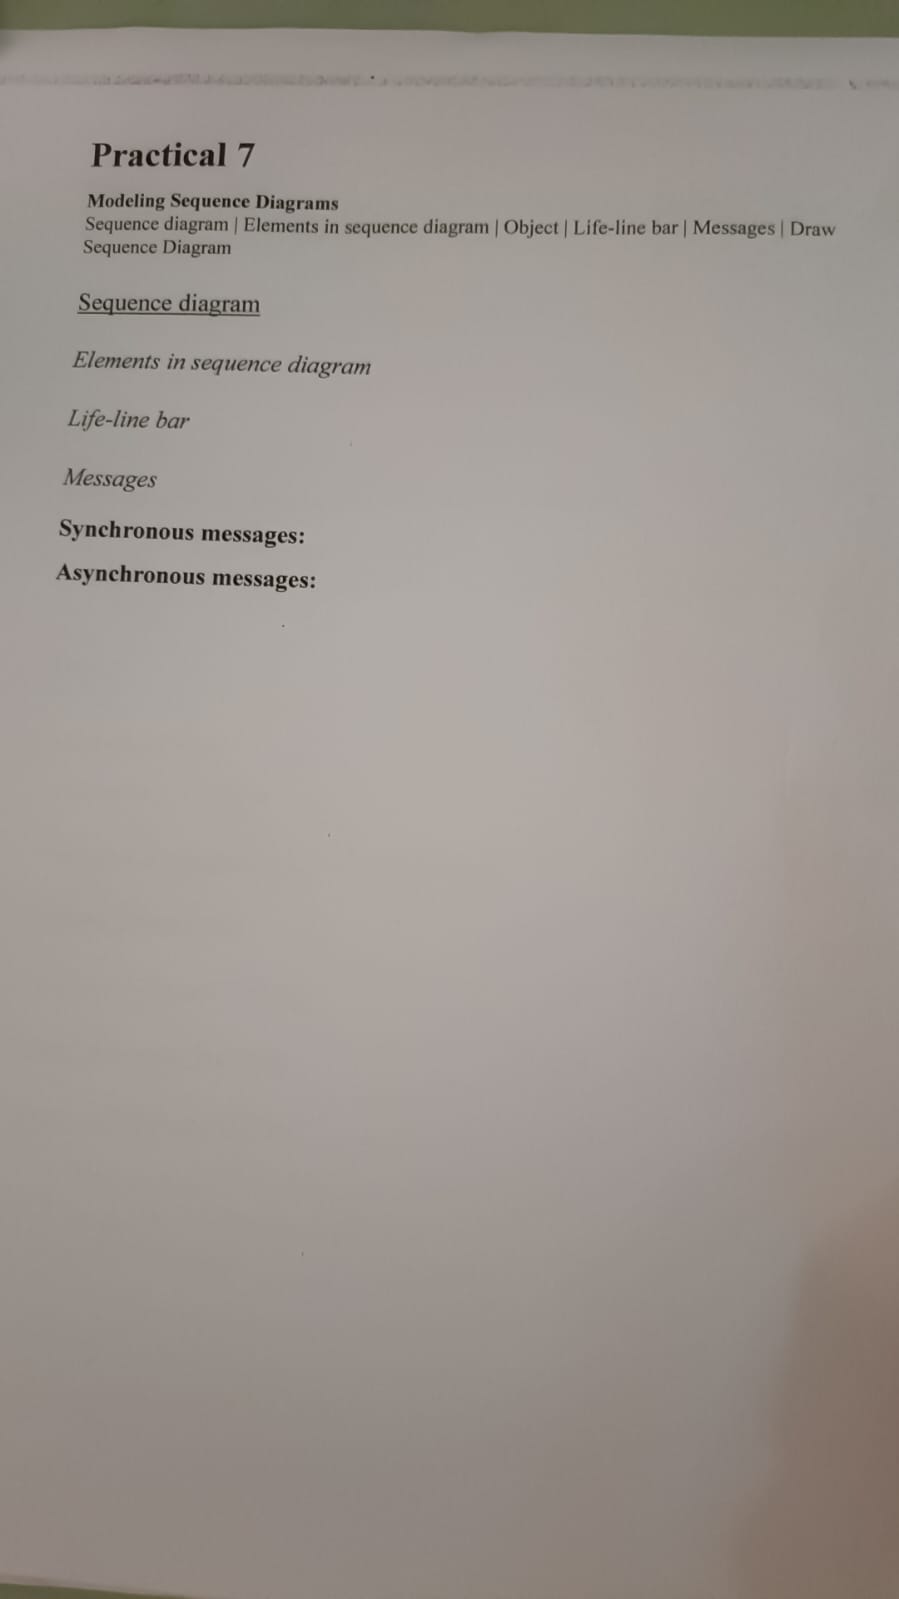 Practical 7
Modeling Sequence Diagrams
Sequence diagram | Elements in sequence diagram | Object | Life-line bar | Messages | Draw
Sequence Diagram
Sequence diagram
Elements in sequence diagram
Life-line bar
Messages
Synchronous messages:
Asynchronous messages: